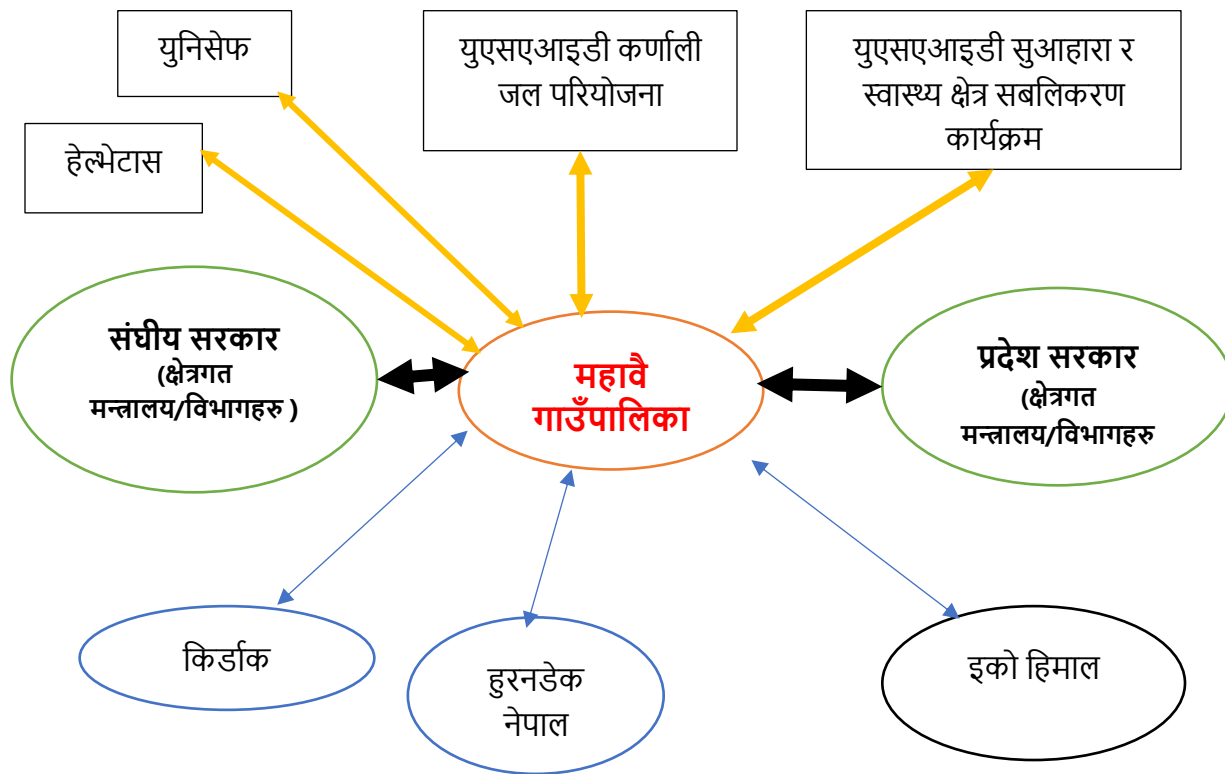 युनिसेफ
युएसएआइडी कर्णाली
जल परियोजना
युएसएआइडी सुआहारा र
स्वास्थ्य क्षेत्र सबलिकरण
कार्यक्रम
हेल्भेटास
संघीय सरकार
(क्षेत्रगत
मन्त्रालय/विभागहरु )
महावै
गाउँपालिका
प्रदेश सरकार
(क्षेत्रगत
मन्त्रालय/विभागहरु
किर्डाक
हुरनडेक
नेपाल
इको हिमाल